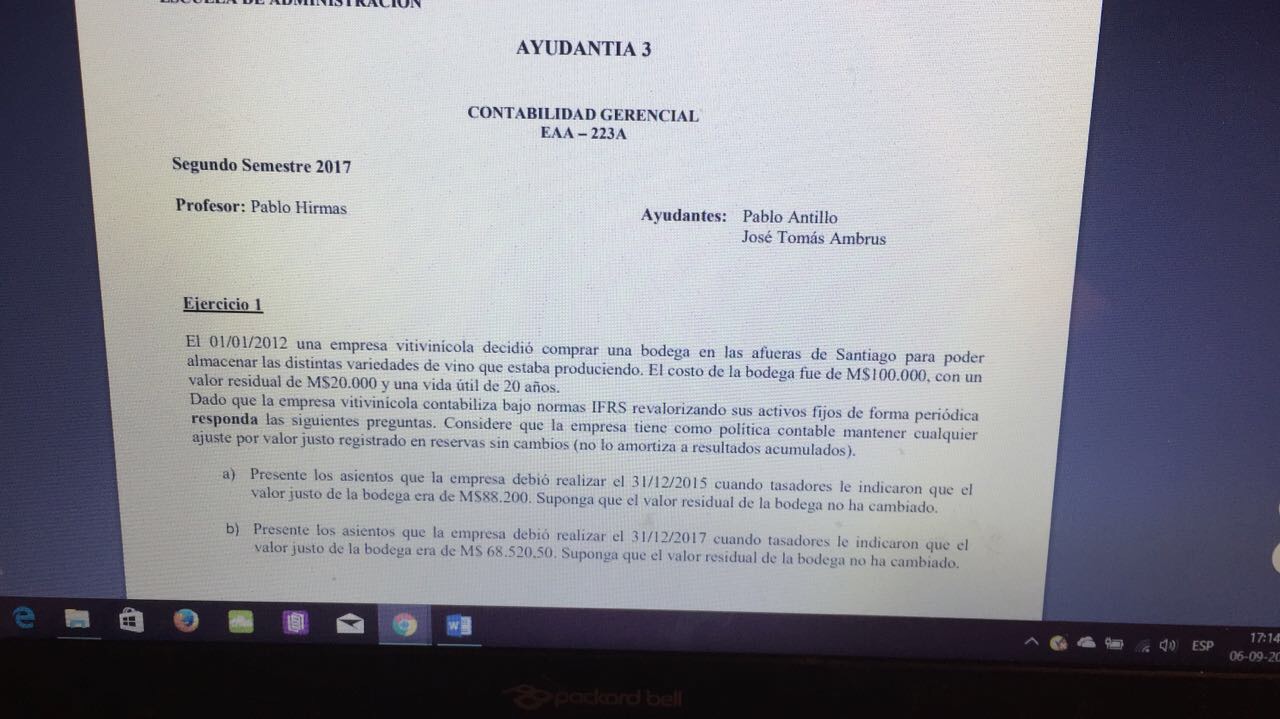 ESCUELA DE ADMINISTRACION
AYUDANTIA 3
CONTABILIDAD GERENCIAL
EAA – 223A
Segundo Semestre 2017
Profesor: Pablo Hirmas
Ayudantes: Pablo Antillo
José Tomás Ambrus
Ejercicio 1
El 01/01/2012 una empresa vitivinícola decidió comprar una bodega en las afueras de Santiago para poder
almacenar las distintas variedades de vino que estaba produciendo. El costo de la bodega fue de M$100.000, con un
valor residual de M$20.000 y una vida útil de 20 años.
Dado que la empresa vitivinícola contabiliza bajo normas IFRS revalorizando sus activos fijos de forma periódica
responda las siguientes preguntas. Considere que la empresa tiene como política contable mantener cualquier
ajuste por valor justo registrado en reservas sin cambios (no lo amortiza a resultados acumulados).
a) Presente los asientos que la empresa debió realizar el 31/12/2015 cuando tasadores le indicaron que el
valor justo de la bodega era de M$88.200. Suponga que el valor residual de la bodega no ha cambiado.
b) Presente los asientos que la empresa debió realizar el 31/12/2017 cuando tasadores le indicaron que el
valor justo de la bodega era de M$ 68.520,50. Suponga que el valor residual de la bodega no ha cambiado.
ESP
17:14
06-09-20
packard bell